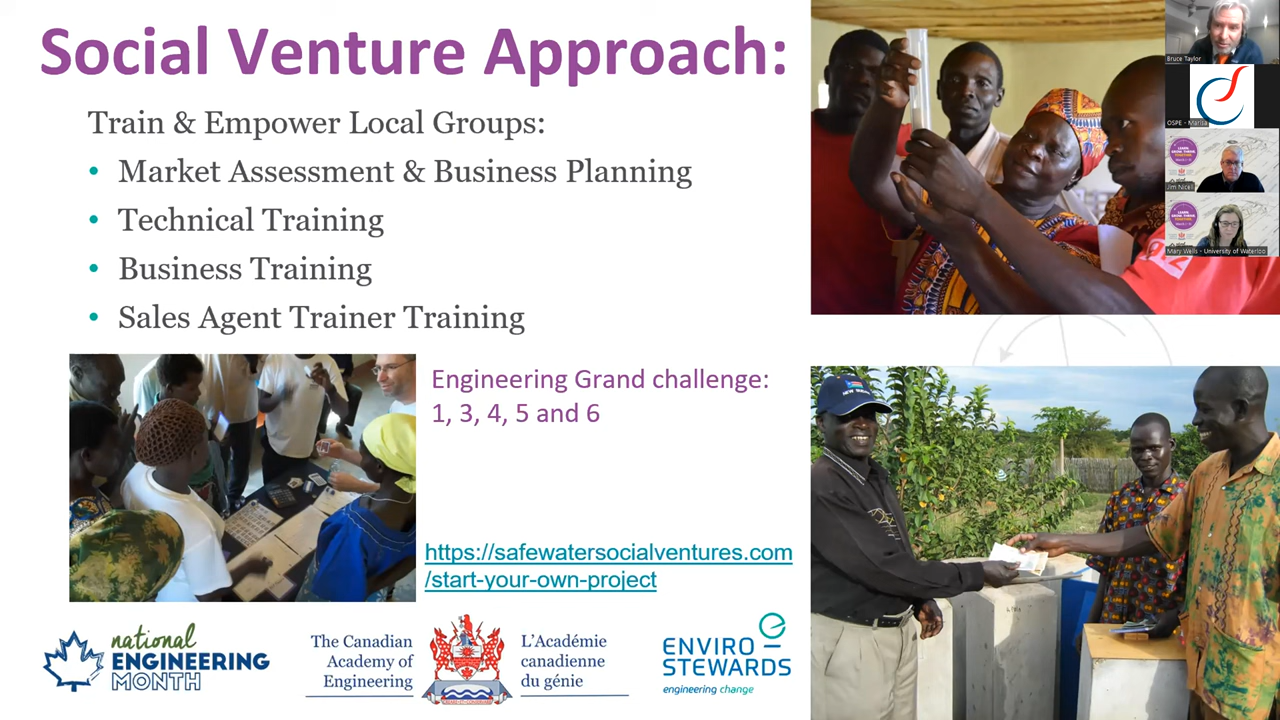 Social Venture Approach:
Train & Empower Local Groups:
• Market Assessment & Business Planning
• Technical Training
• Business Training
• Sales Agent Trainer Training
Engineering Grand challenge:
1, 3, 4, 5 and 6
https://safewatersocialventures.com
/start-your-own-project
national
ENGINEERING
MONTH
The Canadian
Academy of
Engineering
L'Académie
canadienne
du génie
ENVIRO
STEWARDS
engineering change
Bruce Taylor
OSPE - Marisa
Mary Wells - University of Waterloo